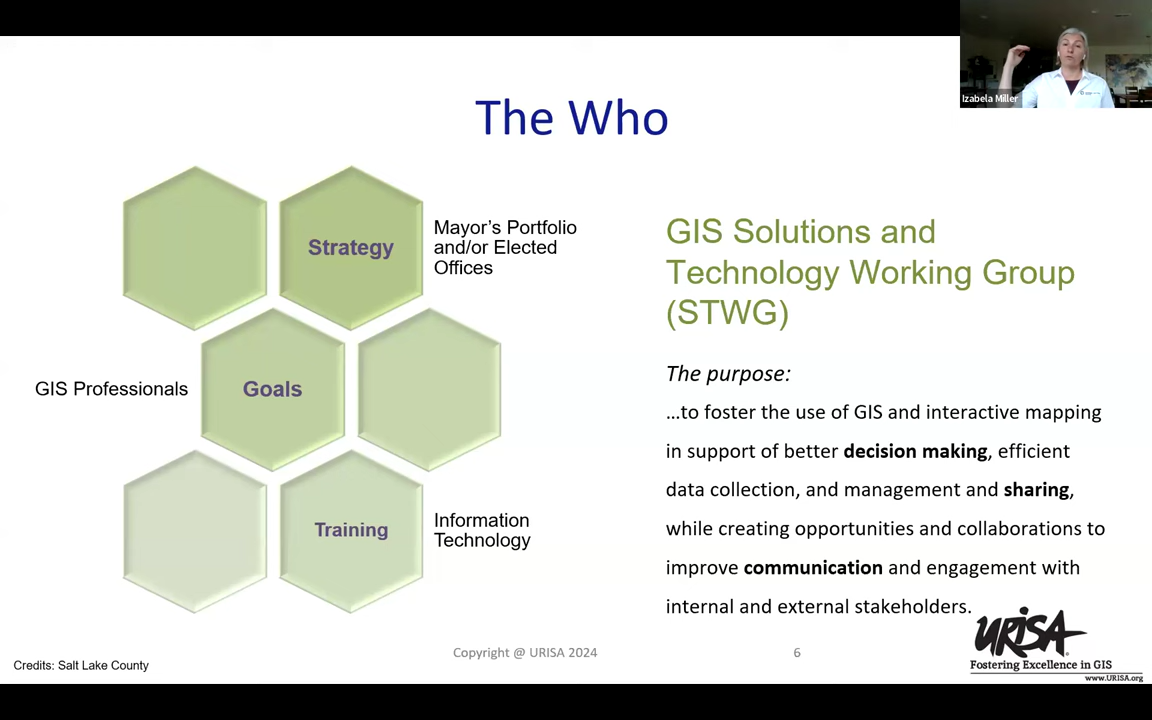 Izabela Miller
The Who
Strategy
Mayor’s Portfolio
and/or Elected
Offices
GIS Professionals
Goals
Training
Information
Technology
GIS Solutions and
Technology Working Group
(STWG)
The purpose:
…to foster the use of GIS and interactive mapping
in support of better decision making, efficient
data collection, and management and sharing,
while creating opportunities and collaborations to
improve communication and engagement with
internal and external stakeholders.
URISA
Fostering Excellence in GIS
www.URISA.org
Credits: Salt Lake County
Copyright @ URISA 2024
6